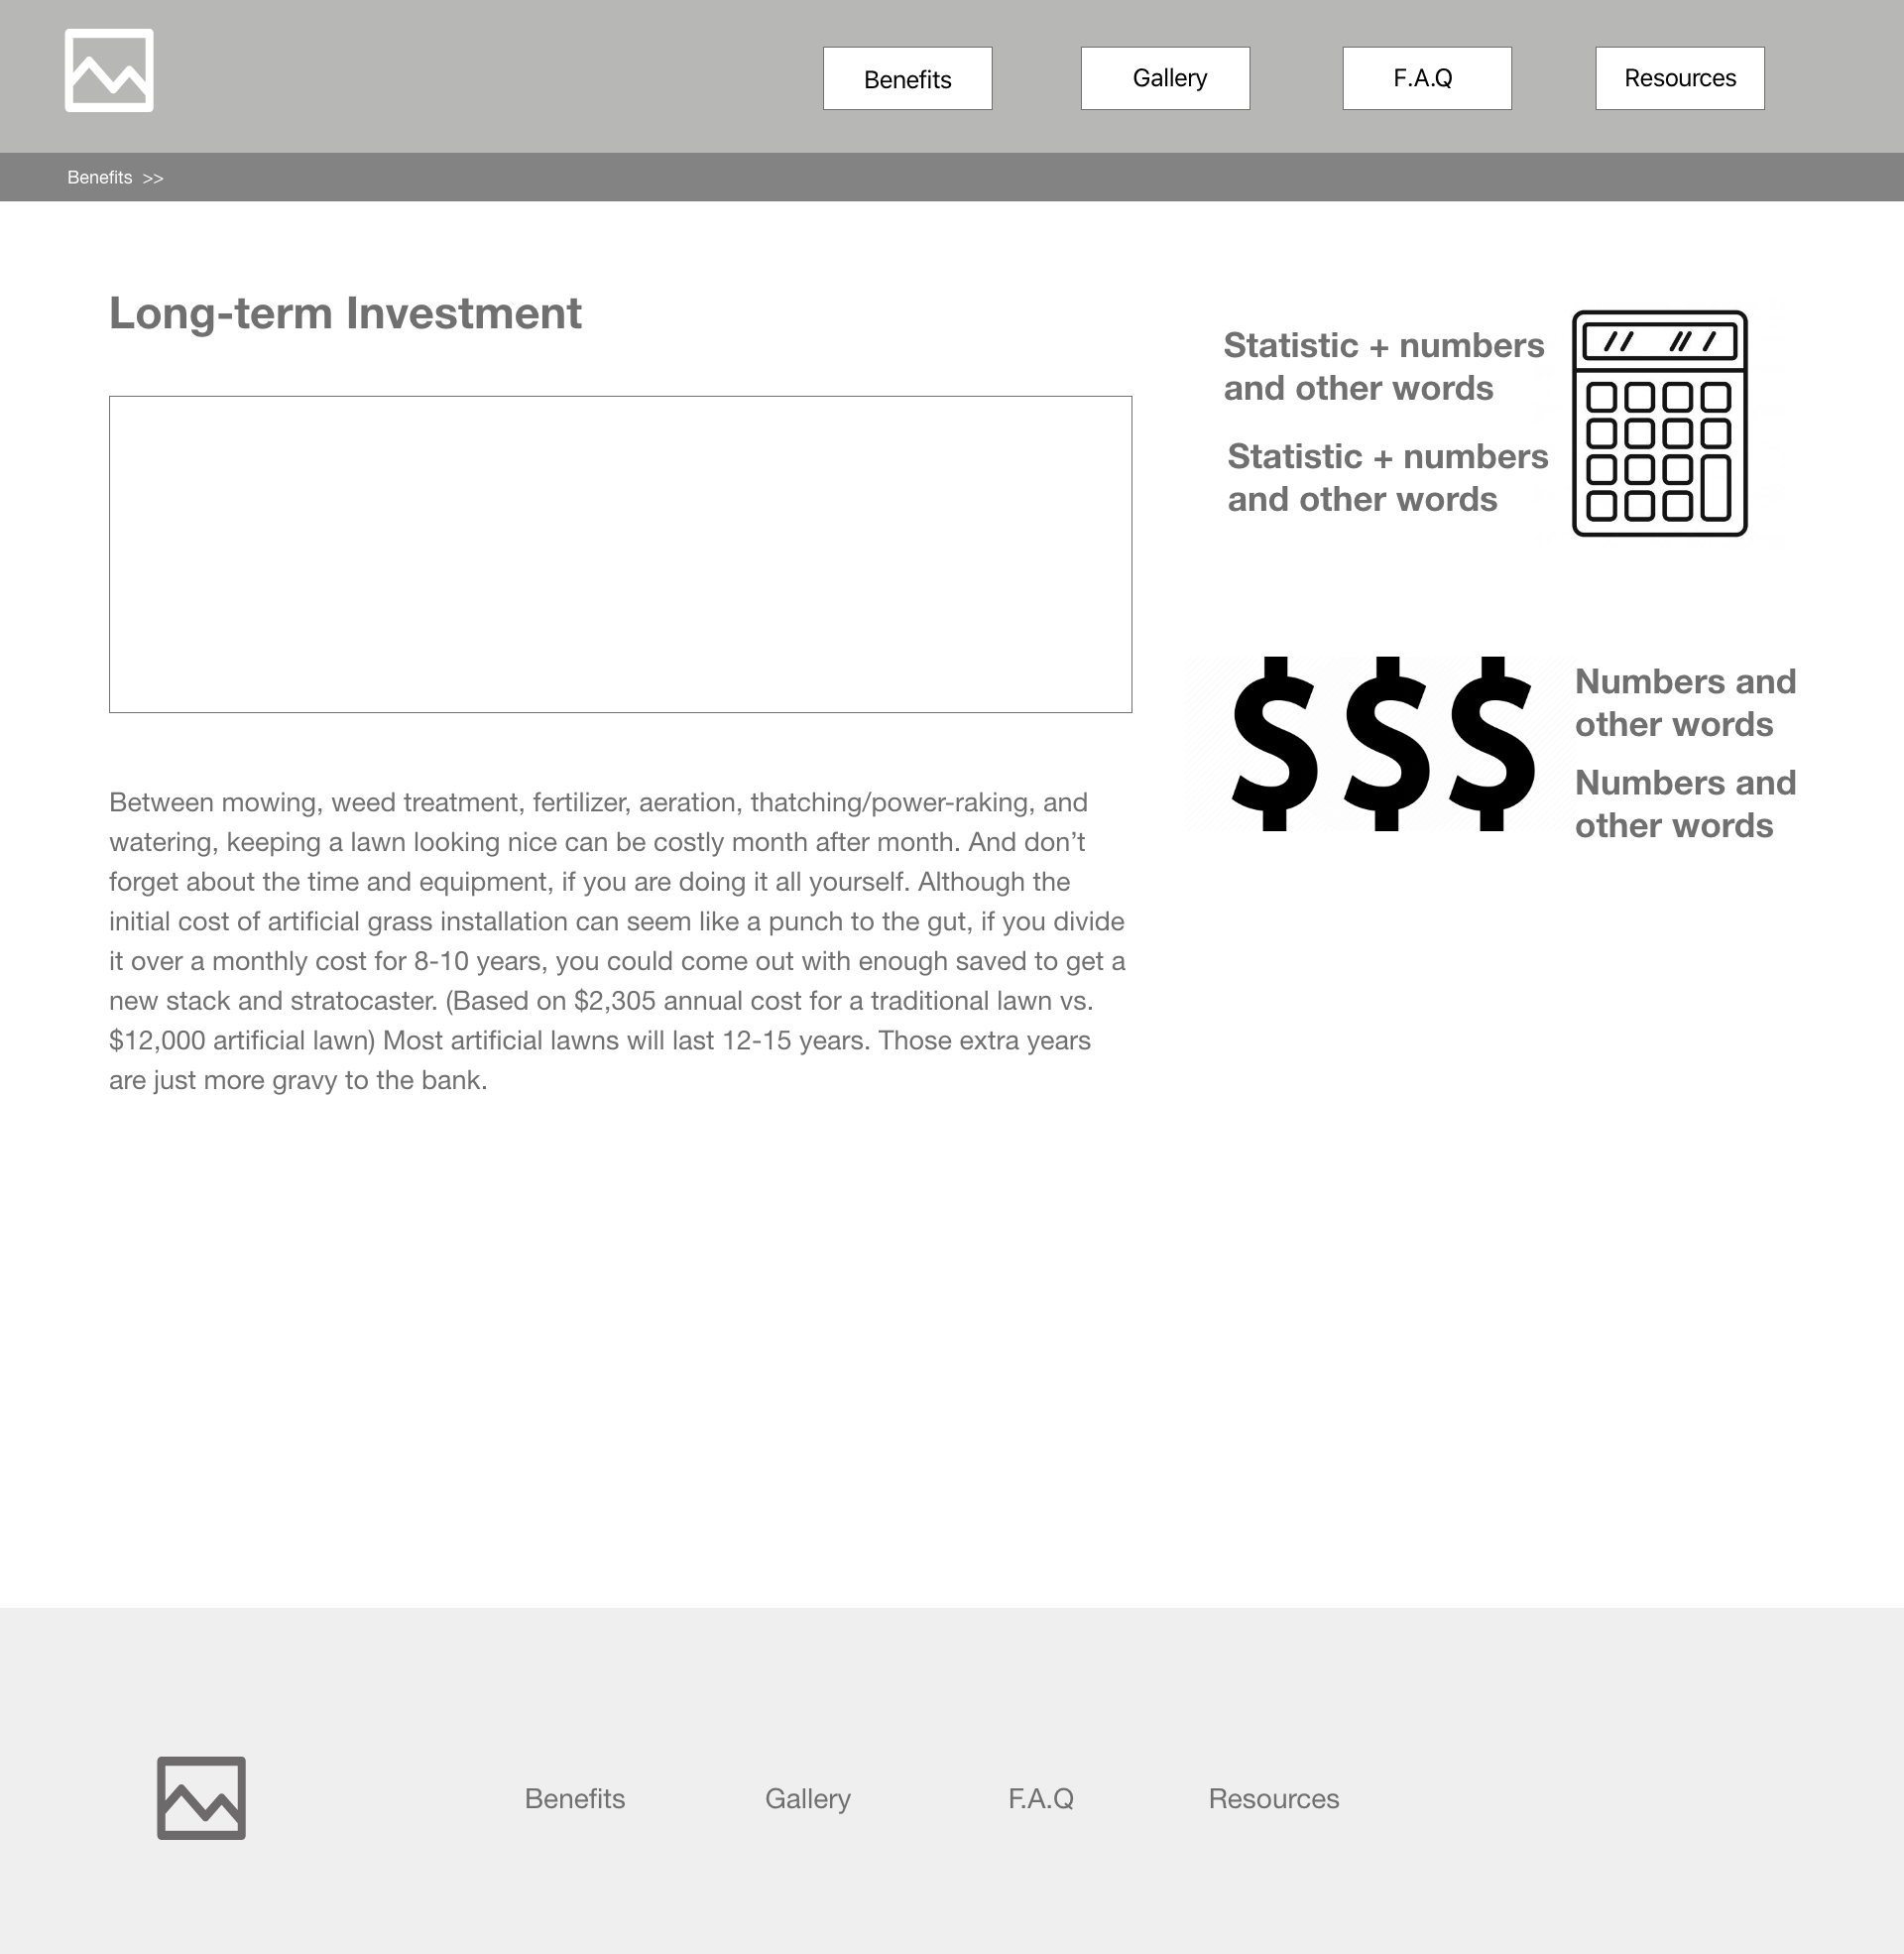 Benefits
Gallery
F.A.Q
Resources
Benefits >>
Long-term Investment
Statistic + numbers
and other words
Statistic + numbers
and other words
$$$
Numbers and
other words
Numbers and
other words
Between mowing, weed treatment, fertilizer, aeration, thatching/power-raking, and
watering, keeping a lawn looking nice can be costly month after month. And don’t
forget about the time and equipment, if you are doing it all yourself. Although the
initial cost of artificial grass installation can seem like a punch to the gut, if you divide
it over a monthly cost for 8-10 years, you could come out with enough saved to get a
new stack and stratocaster. (Based on $2,305 annual cost for a traditional lawn vs.
$12,000 artificial lawn) Most artificial lawns will last 12-15 years. Those extra years
are just more gravy to the bank.
Benefits
Gallery
F.A.Q
Resources